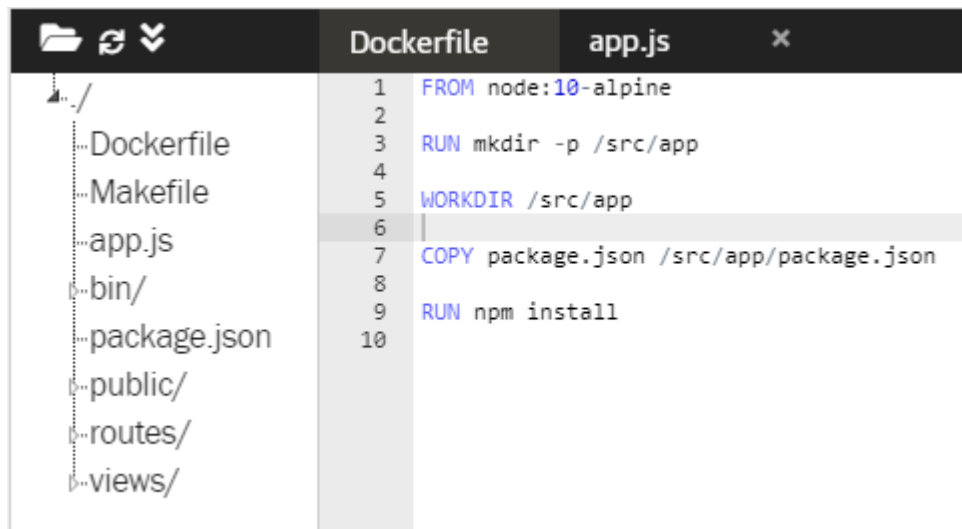 Dockerfile app.js ×
./
Dockerfile
Makefile
app.js
bin/
package.json
public/
routes/
views/
1 FROM node:10-alpine
2
3 RUN mkdir -p /src/app
4
5 WORKDIR /src/app
6
7 COPY package.json /src/app/package.json
8
9 RUN npm install
10